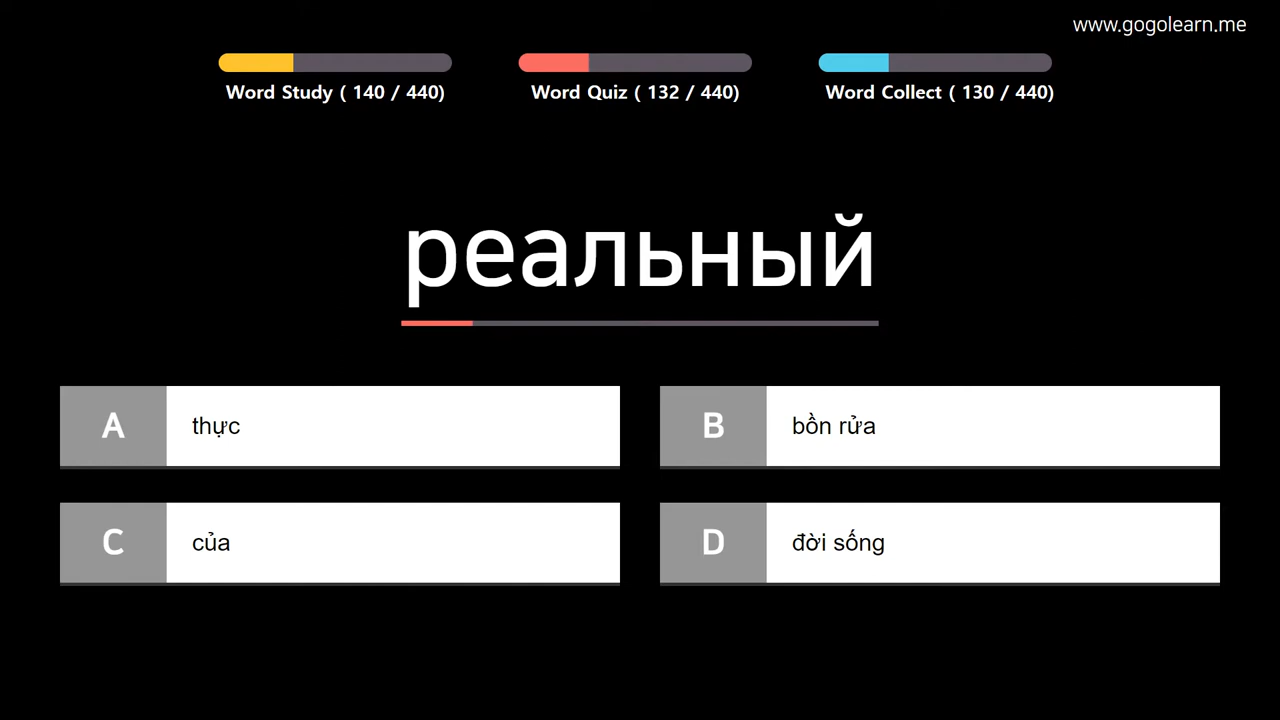 www.gogolearn.me
Word Study ( 140 / 440)
Word Quiz ( 132 / 440)
Word Collect ( 130 / 440)
реальный
A thực
B bồn rửa
C của
D đời sống